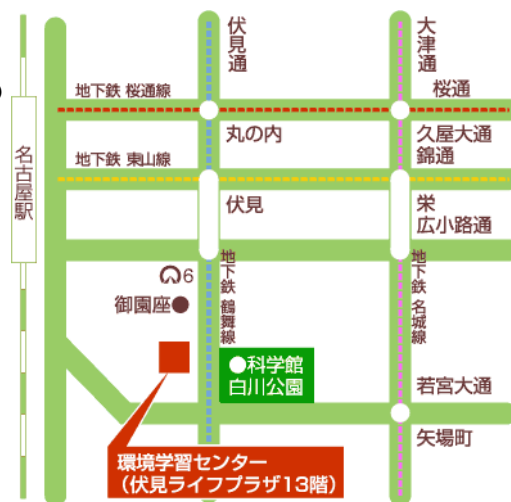 伏見通
大津通
地下鉄 桜通線
桜通
丸の内
久屋大通
錦通
地下鉄 東山線
名古屋駅
伏見
栄
広小路通
6
地下鉄 鶴舞線
地下鉄 名城線
御園座
科学館
白川公園
若宮大通
矢場町
環境学習センター
(伏見ライフプラザ13階)